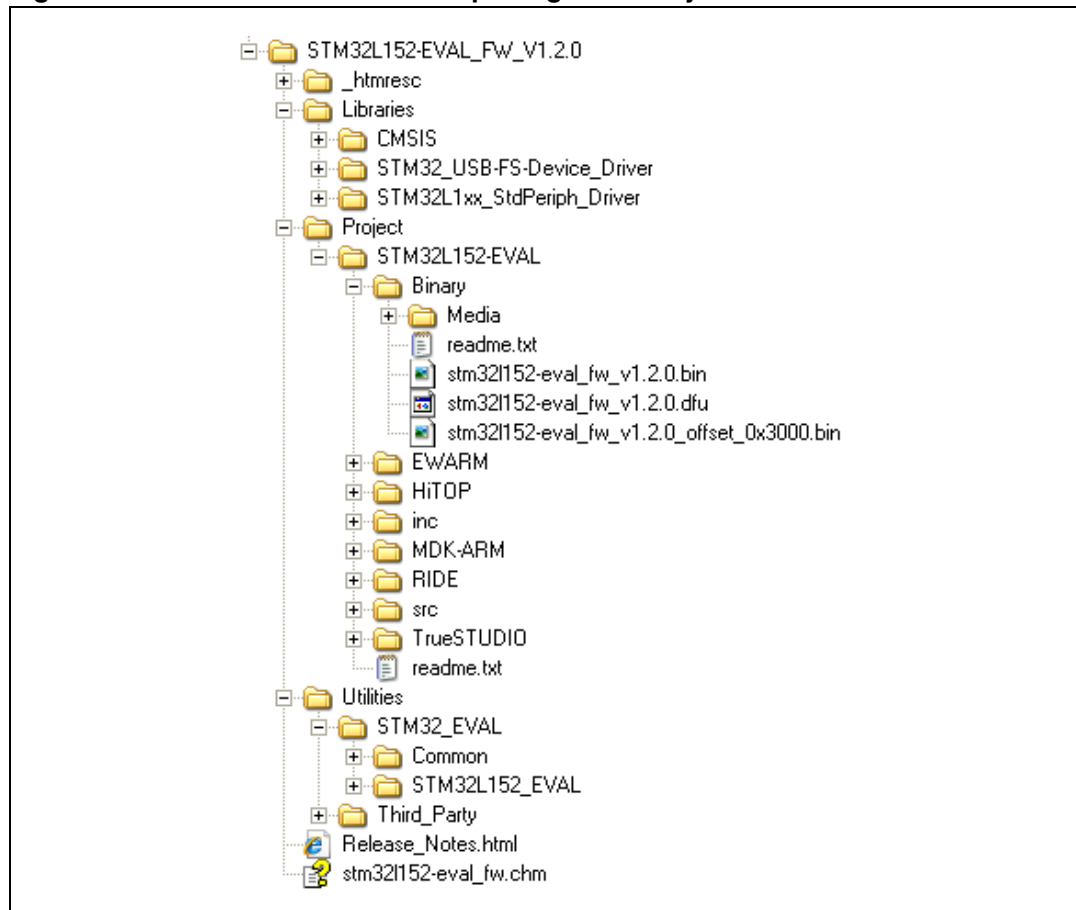 STM32L152-EVAL_FW_V1.2.0
_htmresc
Libraries
CMSIS
STM32_USB-FS-Device_Driver
STM32L1xx_StdPeriph_Driver
Project
STM32L152-EVAL
Binary
Media
readme.txt
stm32l152-eval_fw_v1.2.0.bin
stm32l152-eval_fw_v1.2.0.dfu
stm32l152-eval_fw_v1.2.0_offset_0x3000.bin
EWARM
HiTOP
inc
MDK-ARM
RIDE
src
TrueSTUDIO
readme.txt
Utilities
STM32_EVAL
Common
STM32L152_EVAL
Third_Party
Release_Notes.html
stm32l152-eval_fw.chm